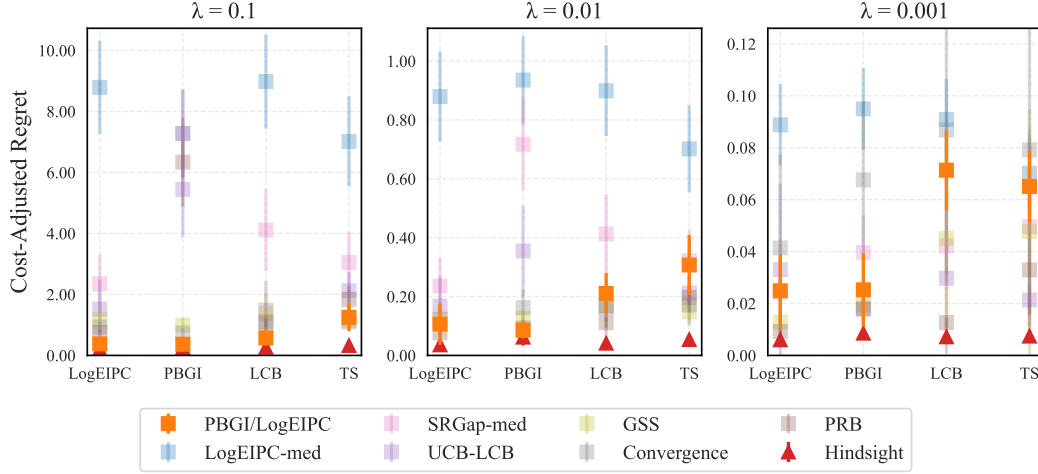 λ = 0.1
λ = 0.01
λ = 0.001
Cost-Adjusted Regret
10.00
8.00
6.00
4.00
2.00
0.00
LogEIPC PBGI LCB TS
1.00
0.80
0.60
0.40
0.20
0.00
LogEIPC PBGI LCB TS
0.12
0.10
0.08
0.06
0.04
0.02
0.00
LogEIPC PBGI LCB TS
PBGI/LogEIPC SRGap-med GSS PRB
LogEIPC-med UCB-LCB Convergence Hindsight